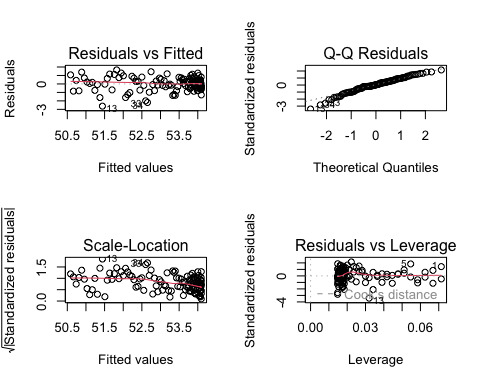 Residuals vs Fitted
Residuals
0
-3
13
50.5 51.5 52.5 53.5
Fitted values
Q-Q Residuals
Standardized residuals
0
-3
-2 -1 0 1 2
Theoretical Quantiles
Scale-Location
√|Standardized residuals|
1.5
0.0
13
50.5 51.5 52.5 53.5
Fitted values
Residuals vs Leverage
Standardized residuals
0
-4
5
1
Cook's distance
13
0.00 0.03 0.06
Leverage